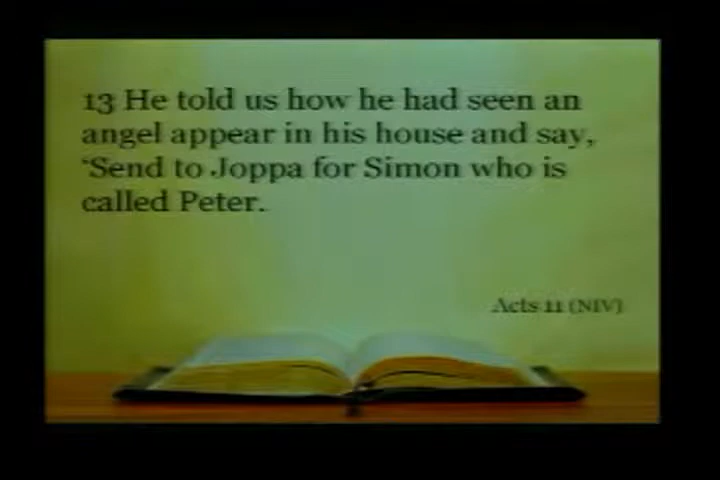 13 He told us how he had seen an
angel appear in his house and say,
‘Send to Joppa for Simon who is
called Peter.
Acts 11 (NIV)